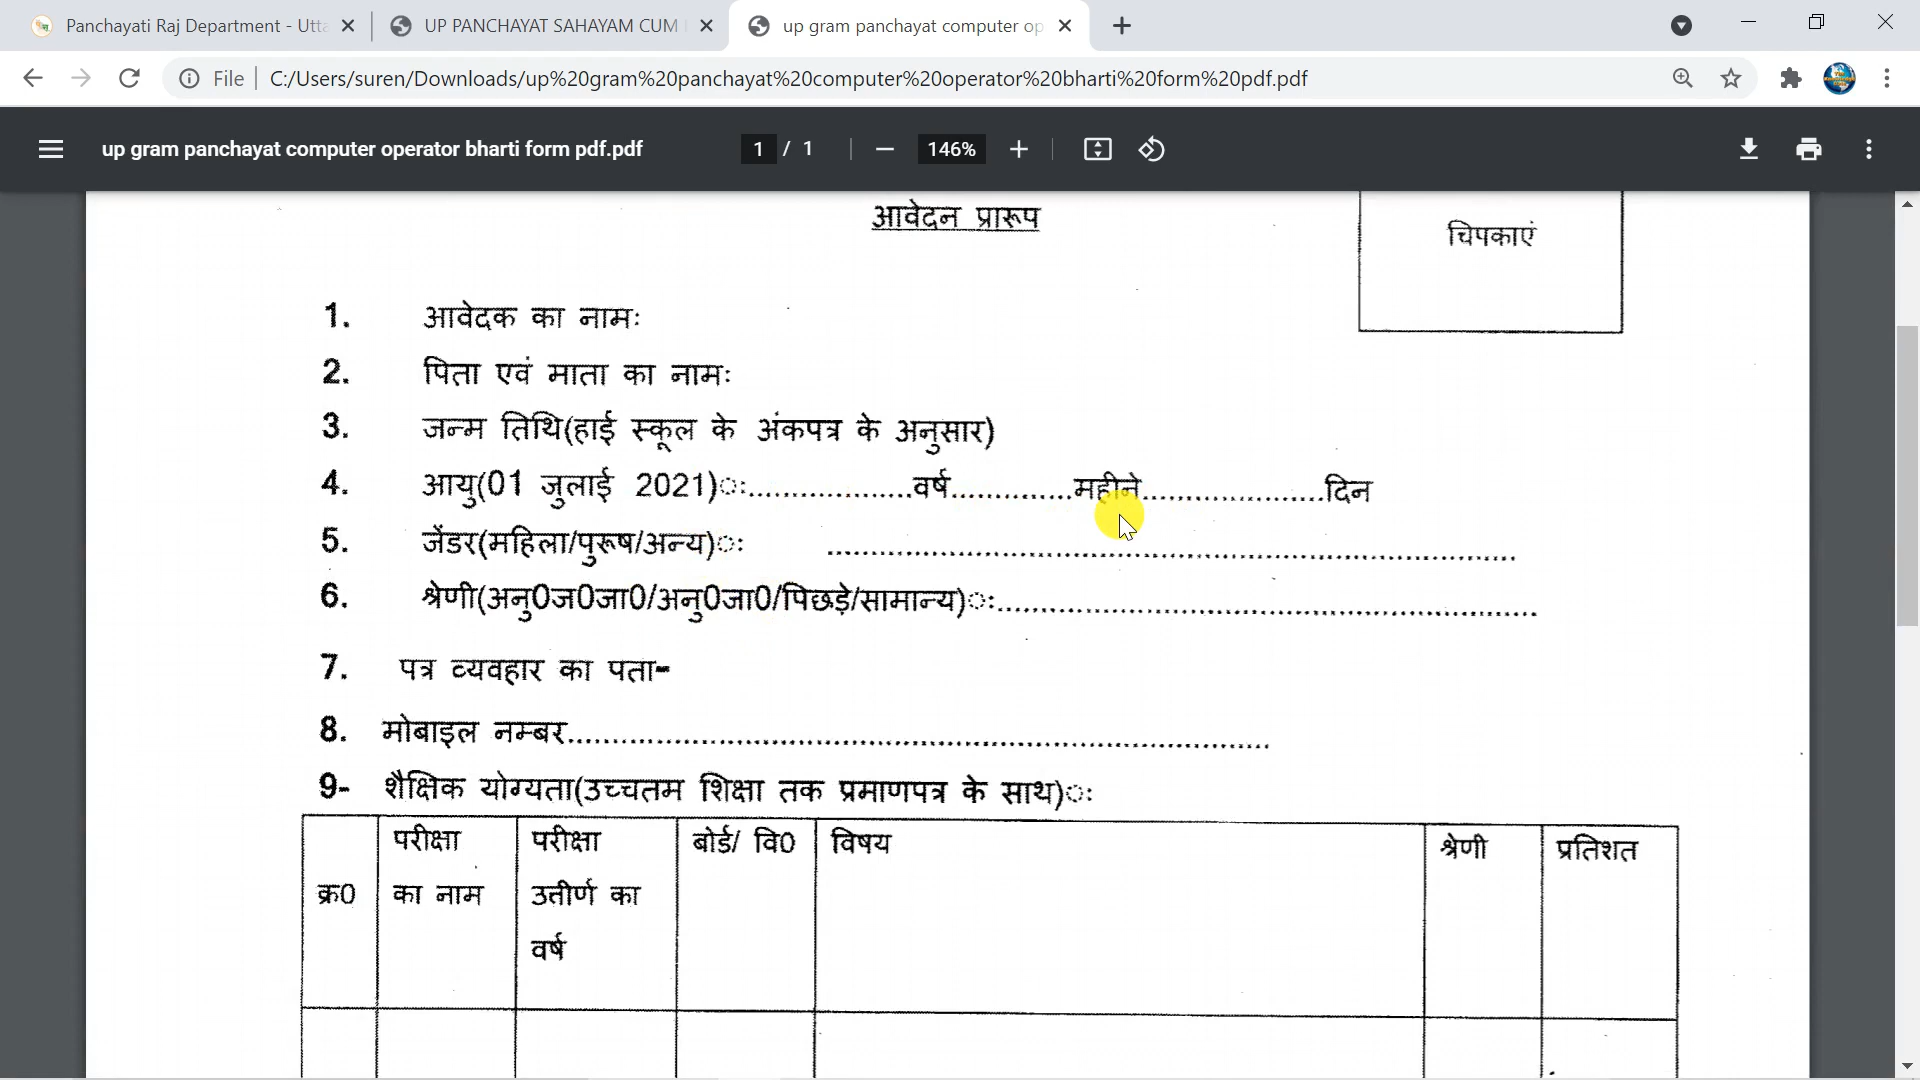 Panchayati Raj Department - Utta
UP PANCHAYAT SAHAYAM CUM
up gram panchayat computer op
File
C:/Users/suren/Downloads/up%20gram%20panchayat%20computer%20operator%20bharti%20form%20pdf.pdf
up gram panchayat computer operator bharti form pdf.pdf
1 / 1
146%
आवेदन प्रारूप
चिपकाएं
1. आवेदक का नामः
2. पिता एवं माता का नामः
3. जन्म तिथि(हाई स्कूल के अंकपत्र के अनुसार)
4. आयु(01 जुलाई 2021)ः..................वर्ष.............महीने....................दिन
5. जेंडर(महिला/पुरूष/अन्य)ः ............................................................................
6. श्रेणी(अनु0ज0जा0/अनु0जा0/पिछड़े/सामान्य)ः............................................................
7. पत्र व्यवहार का पता-
8. मोबाइल नम्बर..............................................................................
9- शैक्षिक योग्यता(उच्चतम शिक्षा तक प्रमाणपत्र के साथ)ः
क्र0
परीक्षा
का नाम
परीक्षा
उतीर्ण का
वर्ष
बोर्ड/ वि0
विषय
श्रेणी
प्रतिशत